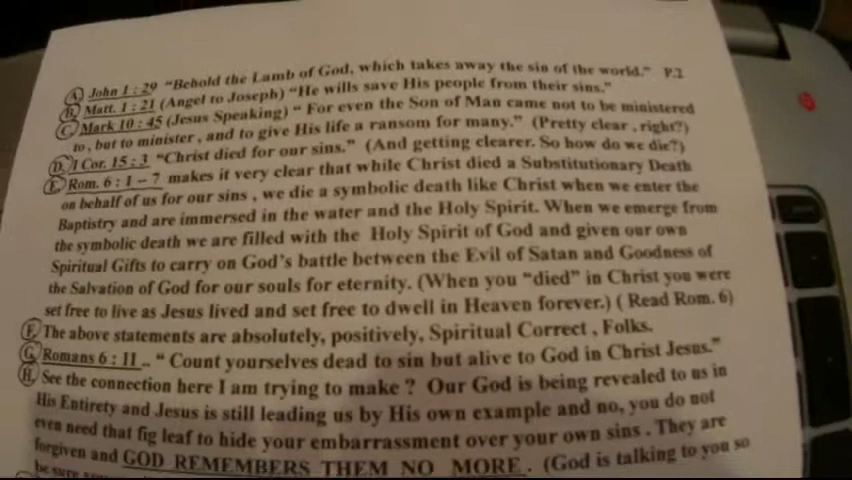 Ⓐ John 1 : 29 “Behold the Lamb of God, which takes away the sin of the world.” P.2
Ⓑ Matt. 1 : 21 (Angel to Joseph) “He wills save His people from their sins.”
Ⓒ Mark 10 : 45 (Jesus Speaking) “ For even the Son of Man came not to be ministered
to , but to minister , and to give His life a ransom for many.” (Pretty clear , right?)
Ⓓ I Cor. 15 : 3 “Christ died for our sins.” (And getting clearer. So how do we die?)
Ⓔ Rom. 6 : 1 – 7 makes it very clear that while Christ died a Substitutionary Death
on behalf of us for our sins , we die a symbolic death like Christ when we enter the
Baptistry and are immersed in the water and the Holy Spirit. When we emerge from
the symbolic death we are filled with the Holy Spirit of God and given our own
Spiritual Gifts to carry on God’s battle between the Evil of Satan and Goodness of
the Salvation of God for our souls for eternity. (When you “died” in Christ you were
set free to live as Jesus lived and set free to dwell in Heaven forever.) ( Read Rom. 6)
Ⓕ The above statements are absolutely, positively, Spiritual Correct , Folks.
Ⓖ Romans 6 : 11 .. “ Count yourselves dead to sin but alive to God in Christ Jesus.”
Ⓗ See the connection here I am trying to make ? Our God is being revealed to us in
His Entirety and Jesus is still leading us by His own example and no, you do not
even need that fig leaf to hide your embarrassment over your own sins . They are
forgiven and GOD REMEMBERS THEM NO MORE . (God is talking to you so
be sure